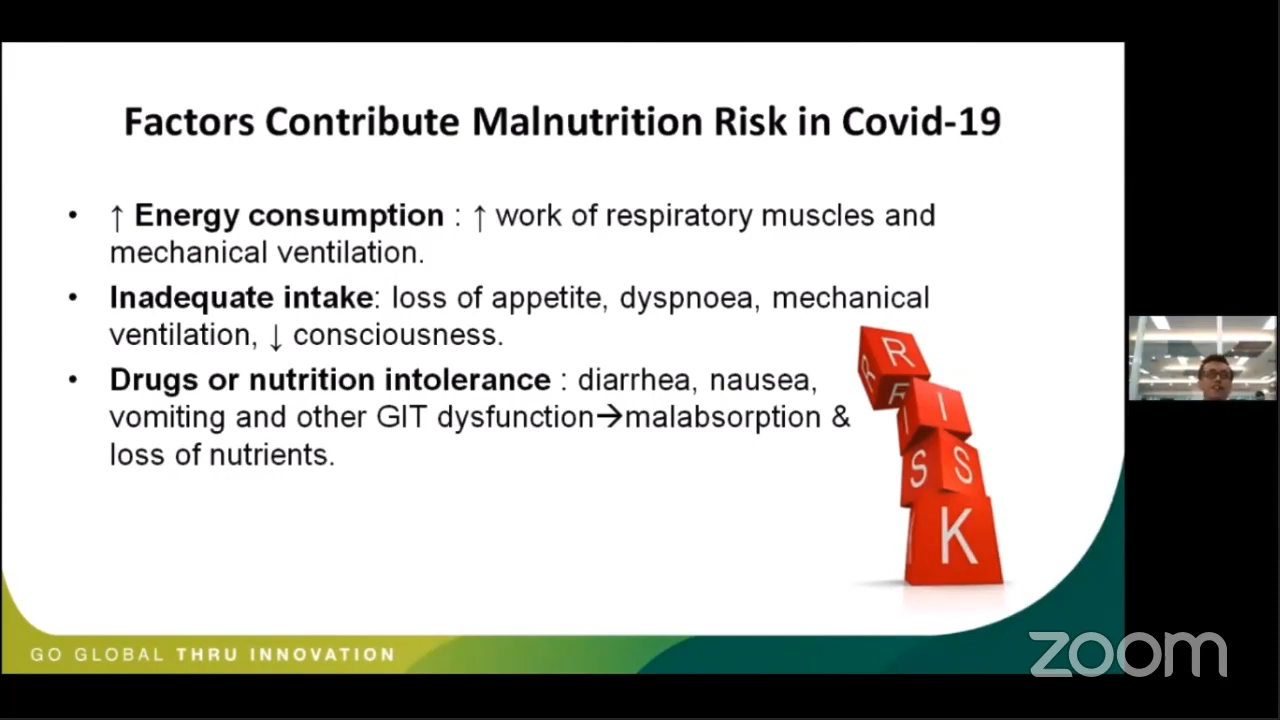 Factors Contribute Malnutrition Risk in Covid-19
• ↑ Energy consumption : ↑ work of respiratory muscles and
mechanical ventilation.
• Inadequate intake: loss of appetite, dyspnoea, mechanical
ventilation, ↓ consciousness.
• Drugs or nutrition intolerance : diarrhea, nausea,
vomiting and other GIT dysfunction→malabsorption &
loss of nutrients.
R R
R I I
S S
K
GO GLOBAL THRU INNOVATION
zoom